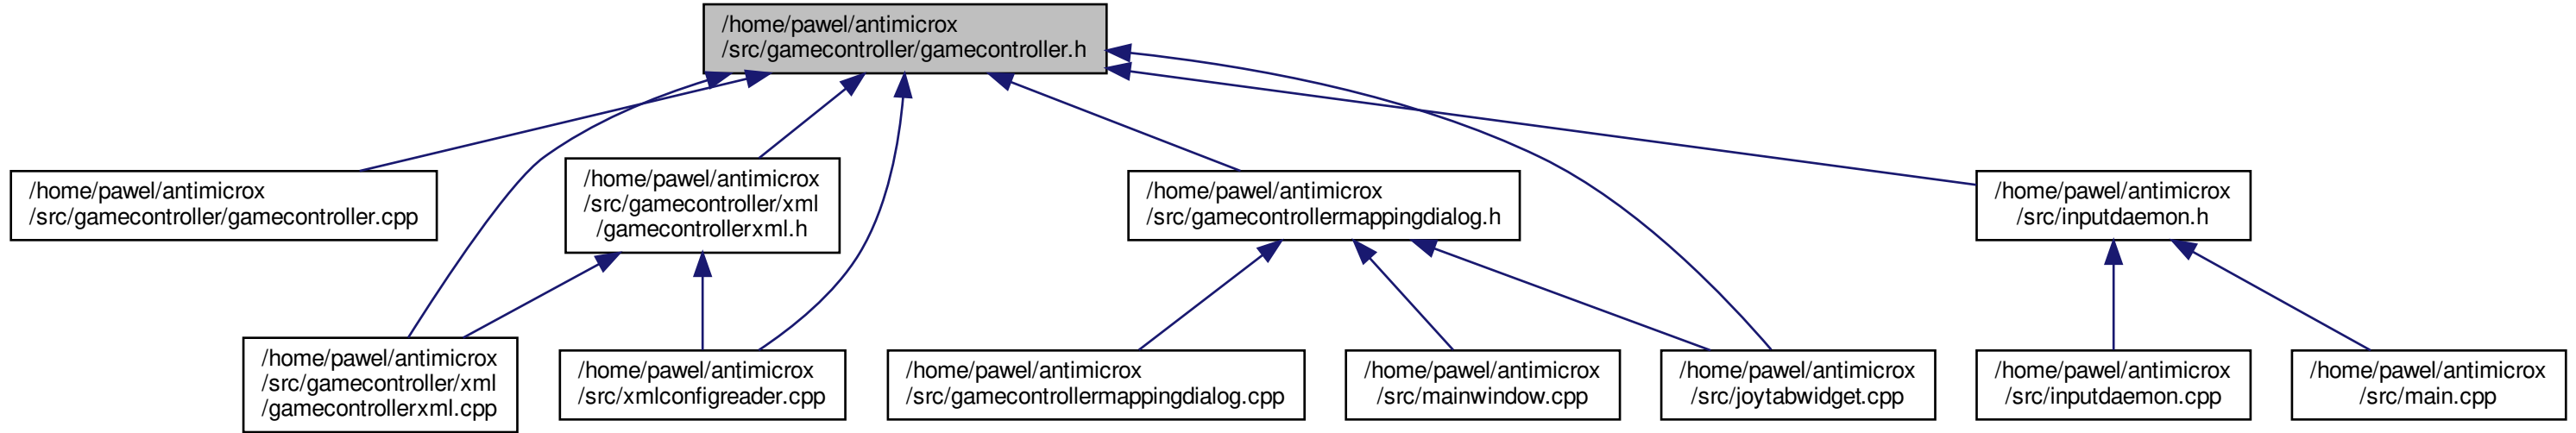 /home/pawel/antimicrox
/src/gamecontroller/gamecontroller.h
/home/pawel/antimicrox
/src/gamecontroller/gamecontroller.cpp
/home/pawel/antimicrox
/src/gamecontroller/xml
/gamecontrollerxml.h
/home/pawel/antimicrox
/src/gamecontrollermappingdialog.h
/home/pawel/antimicrox
/src/inputdaemon.h
/home/pawel/antimicrox
/src/gamecontroller/xml
/gamecontrollerxml.cpp
/home/pawel/antimicrox
/src/xmlconfigreader.cpp
/home/pawel/antimicrox
/src/gamecontrollermappingdialog.cpp
/home/pawel/antimicrox
/src/mainwindow.cpp
/home/pawel/antimicrox
/src/joytabwidget.cpp
/home/pawel/antimicrox
/src/inputdaemon.cpp
/home/pawel/antimicrox
/src/main.cpp